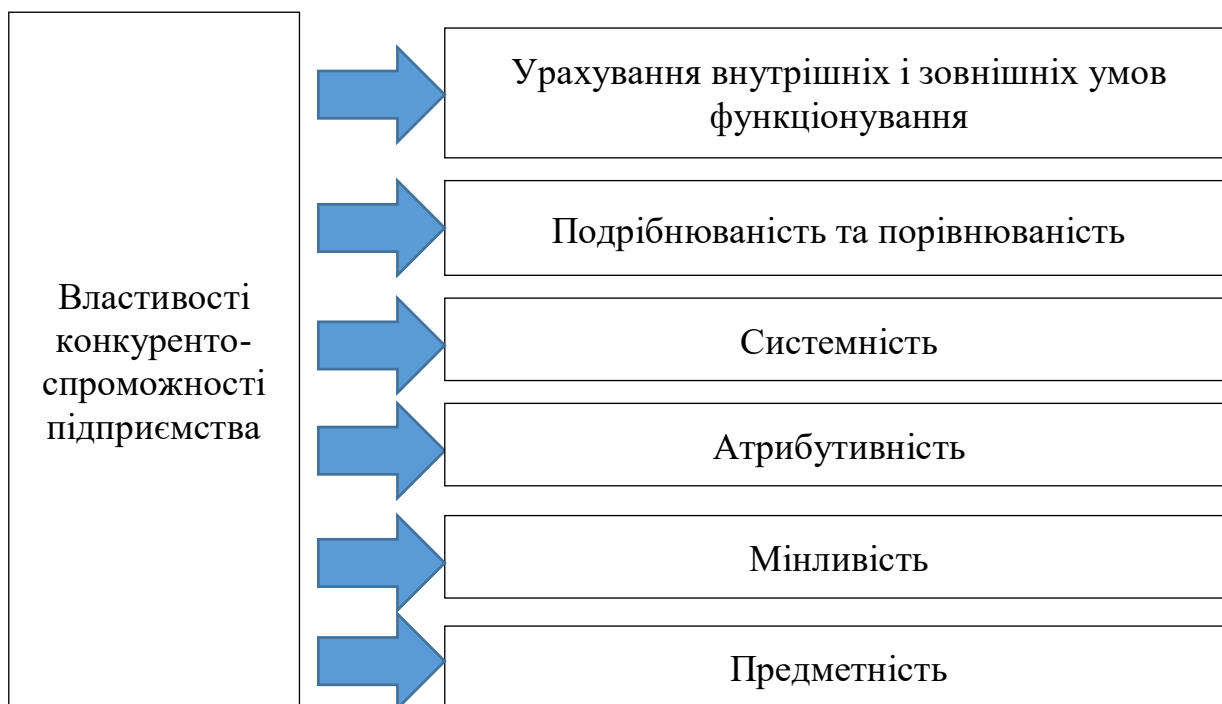 Властивості
конкуренто-
спроможності
підприємства
Урахування внутрішніх і зовнішніх умов
функціонування
Подрібнюваність та порівнюваність
Системність
Атрибутивність
Мінливість
Предметність